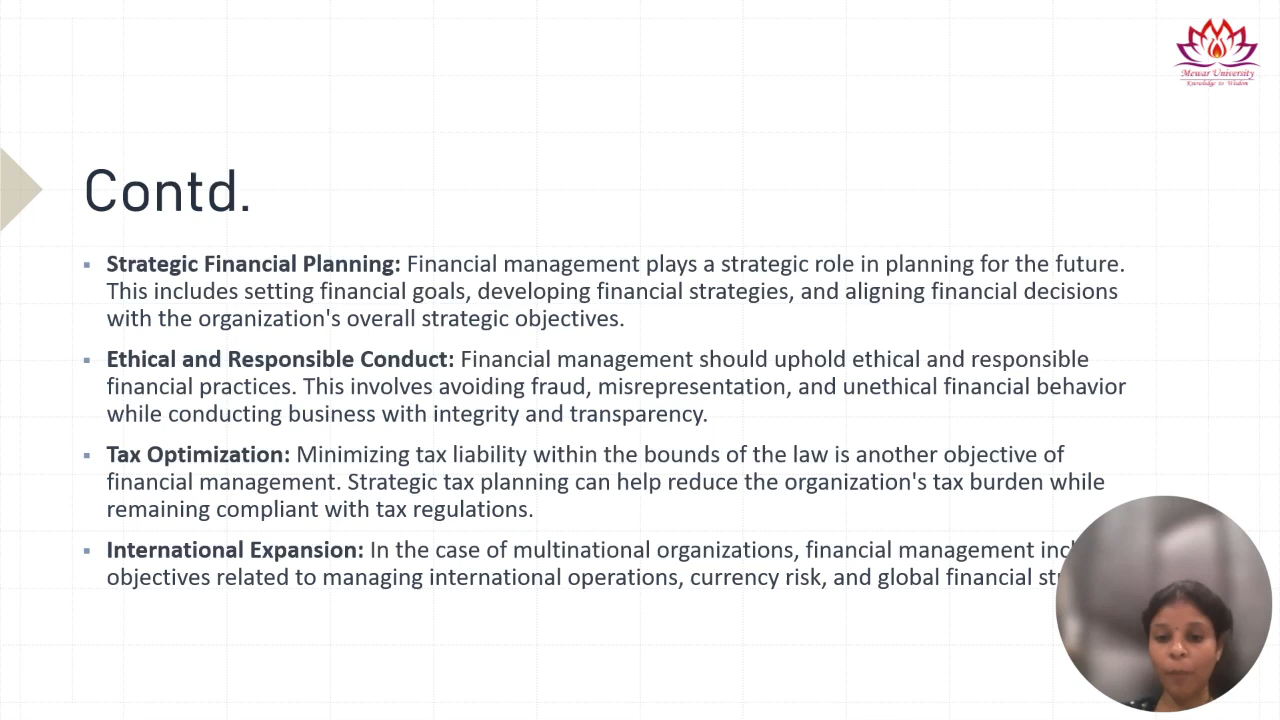 Mewar University
Knowledge to Wisdom
Contd.
▪ Strategic Financial Planning: Financial management plays a strategic role in planning for the future.
This includes setting financial goals, developing financial strategies, and aligning financial decisions
with the organization's overall strategic objectives.
▪ Ethical and Responsible Conduct: Financial management should uphold ethical and responsible
financial practices. This involves avoiding fraud, misrepresentation, and unethical financial behavior
while conducting business with integrity and transparency.
▪ Tax Optimization: Minimizing tax liability within the bounds of the law is another objective of
financial management. Strategic tax planning can help reduce the organization's tax burden while
remaining compliant with tax regulations.
▪ International Expansion: In the case of multinational organizations, financial management
objectives related to managing international operations, currency risk, and global financial